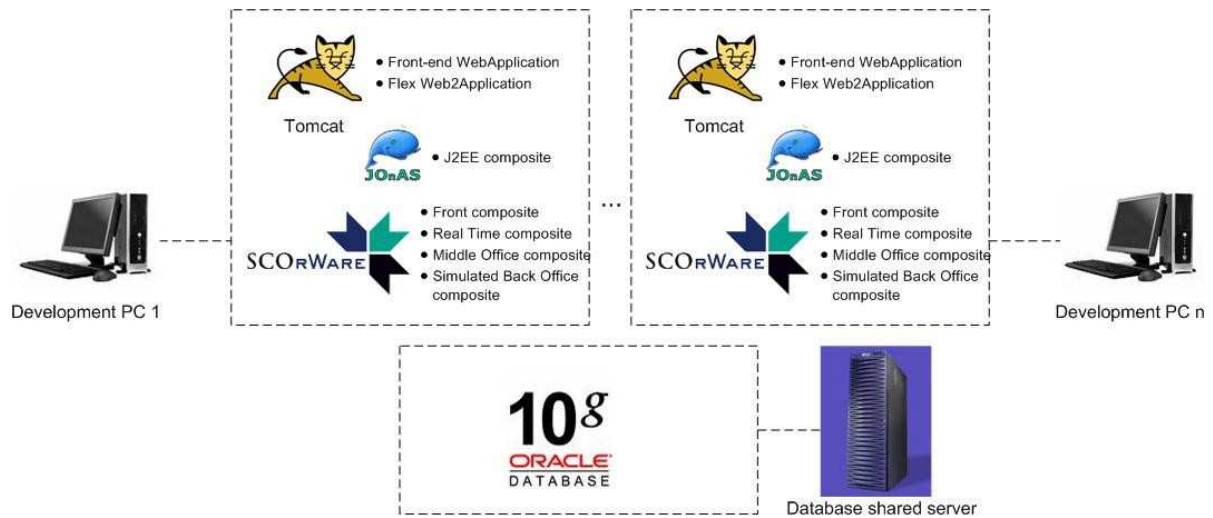 Front-end WebApplication
Flex Web2Application
Tomcat
J2EE composite
JOnAS
Front composite
Real Time composite
Middle Office composite
Simulated Back Office
composite
SCOrWARE
Development PC 1
...
Front-end WebApplication
Flex Web2Application
Tomcat
J2EE composite
JOnAS
Front composite
Real Time composite
Middle Office composite
Simulated Back Office
composite
SCOrWARE
Development PC n
10g
ORACLE
DATABASE
Database shared server